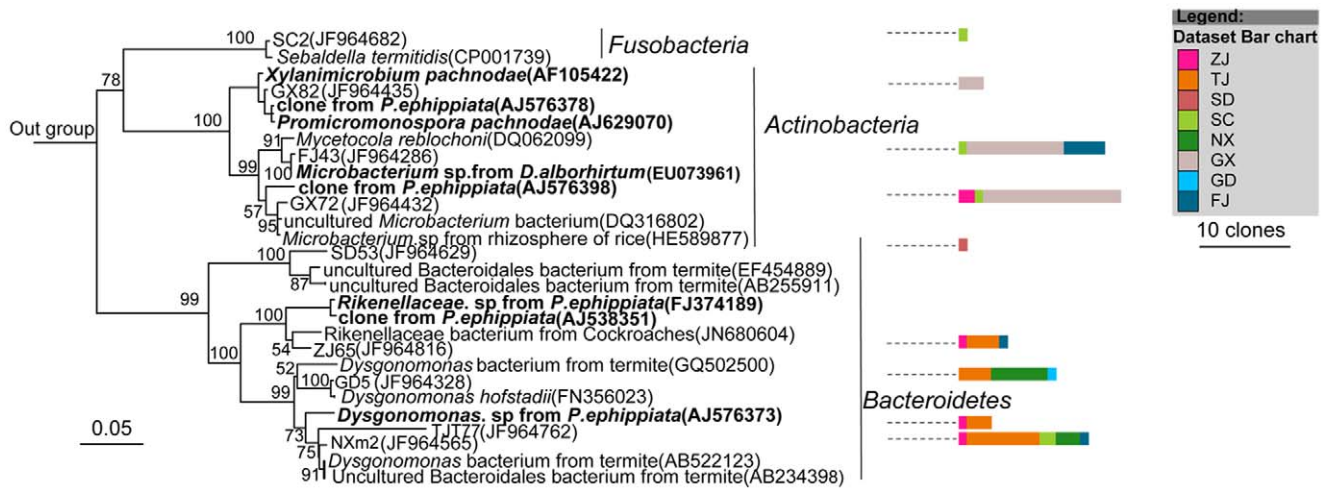 100
SC2(JF964682)
Sebaldella termitidis(CP001739)
Fusobacteria
78
Xylanimicrobium pachnodae(AF105422)
GX82(JF964435)
clone from P.ephippiata(AJ576378)
Promicromonospora pachnodae(AJ629070)
Out group
100
Actinobacteria
91
Mycetocola reblochoni(DQ062099)
FJ43(JF964286)
99
100
Microbacterium sp.from D.alborhirtum(EU073961)
clone from P.ephippiata(AJ576398)
57
GX72(JF964432)
uncultured Microbacterium bacterium(DQ316802)
95
Microbacterium.sp from rhizosphere of rice(HE589877)
100
SD53(JF964629)
uncultured Bacteroidales bacterium from termite(EF454889)
87
uncultured Bacteroidales bacterium from termite(AB255911)
99
Rikenellaceae. sp from P.ephippiata(FJ374189)
100
clone from P.ephippiata(AJ538351)
Rikenellaceae bacterium from Cockroaches(JN680604)
54
ZJ65(JF964816)
100
52
Dysgonomonas bacterium from termite(GQ502500)
100
GD5(JF964328)
99
Dysgonomonas hofstadii(FN356023)
Bacteroidetes
Dysgonomonas. sp from P.ephippiata(AJ576373)
73
TJT77(JF964762)
NXm2(JF964565)
75
Dysgonomonas bacterium from termite(AB522123)
91
Uncultured Bacteroidales bacterium from termite(AB234398)
0.05
Legend:
Dataset Bar chart
ZJ
TJ
SD
SC
NX
GX
GD
FJ
10 clones